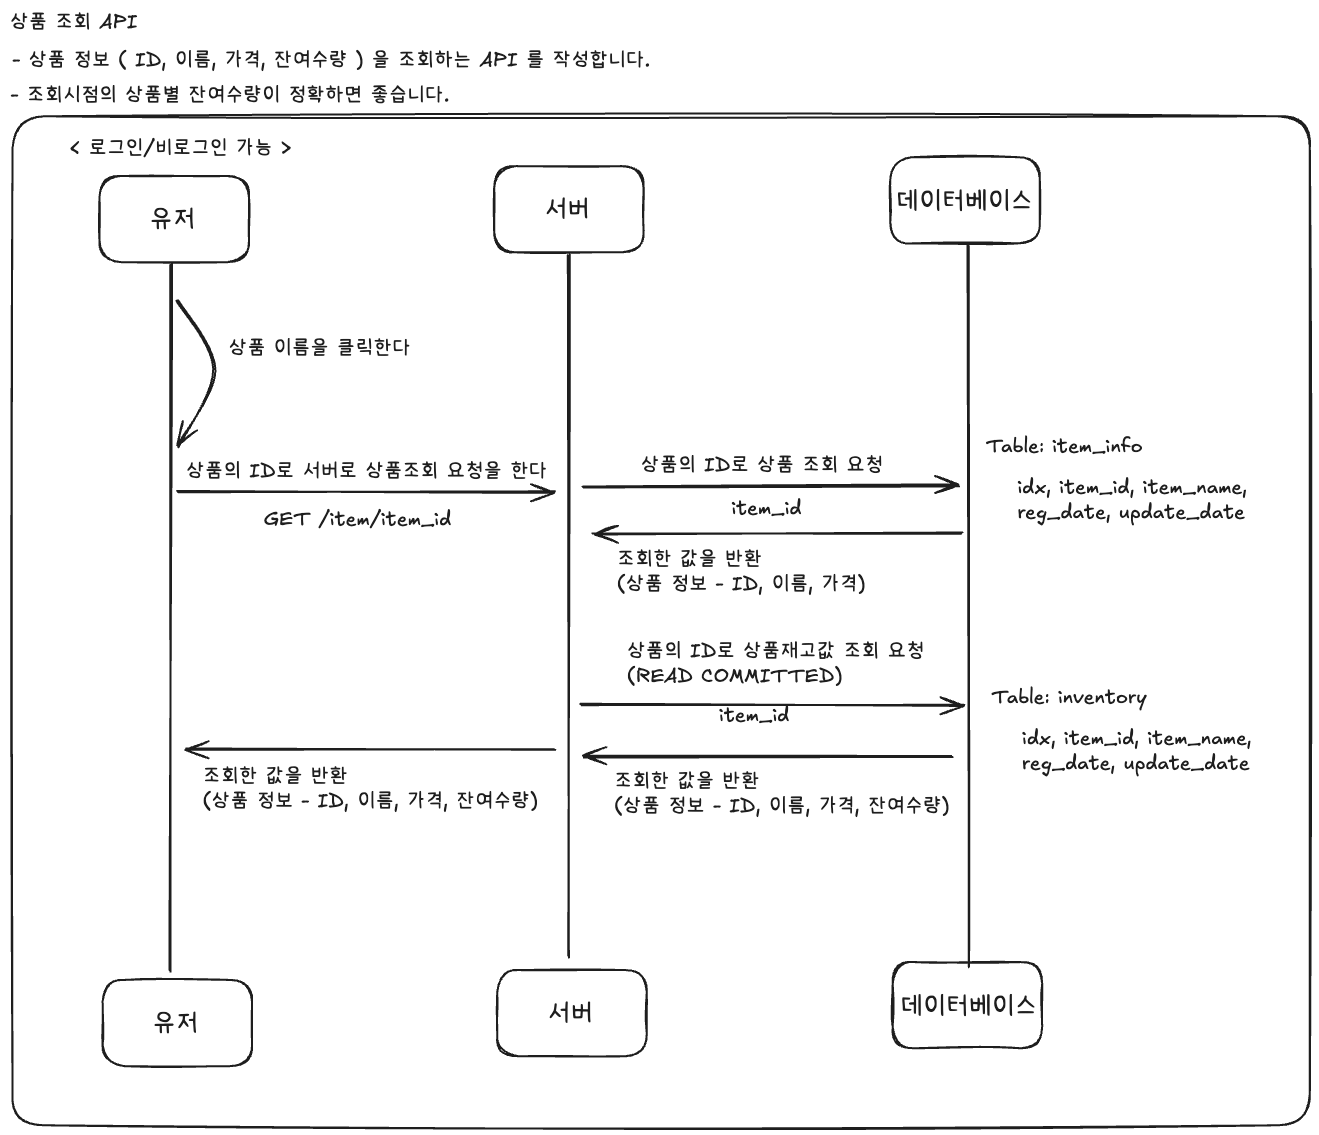 상품 조회 API
- 상품 정보 ( ID, 이름, 가격, 잔여수량 ) 을 조회하는 API 를 작성합니다.
- 조회시점의 상품별 잔여수량이 정확하면 좋습니다.
< 로그인/비로그인 가능 >
유저
서버
데이터베이스
상품 이름을 클릭한다
상품의 ID로 서버로 상품조회 요청을 한다
GET /item/item_id
상품의 ID로 상품 조회 요청
item_id
Table: item_info
idx, item_id, item_name,
reg_date, update_date
조회한 값을 반환
(상품 정보 - ID, 이름, 가격)
상품의 ID로 상품재고값 조회 요청
(READ COMMITTED)
item_id
Table: inventory
idx, item_id, item_name,
reg_date, update_date
조회한 값을 반환
(상품 정보 - ID, 이름, 가격, 잔여수량)
조회한 값을 반환
(상품 정보 - ID, 이름, 가격, 잔여수량)
유저
서버
데이터베이스